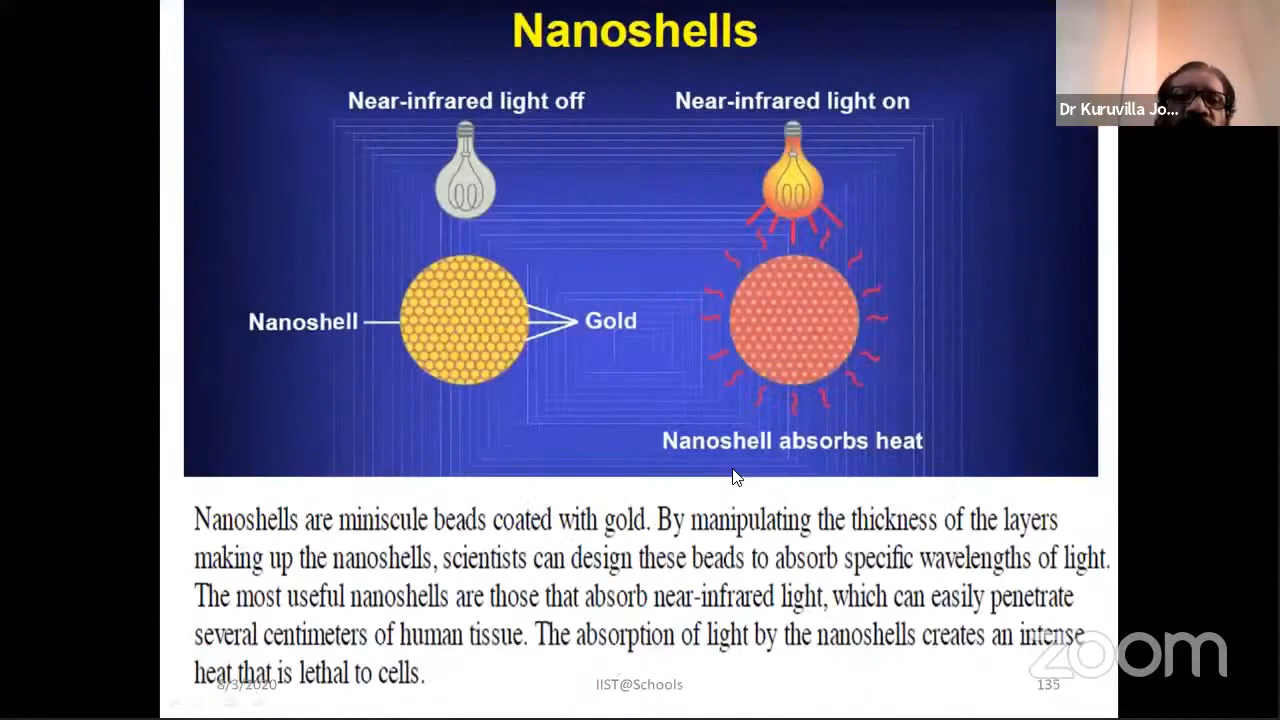 Nanoshells
Near-infrared light off
Near-infrared light on
Dr Kuruvilla Jo...
Nanoshell
Gold
Nanoshell absorbs heat
Nanoshells are miniscule beads coated with gold. By manipulating the thickness of the layers
making up the nanoshells, scientists can design these beads to absorb specific wavelengths of light.
The most useful nanoshells are those that absorb near-infrared light, which can easily penetrate
several centimeters of human tissue. The absorption of light by the nanoshells creates an intense
heat that is lethal to cells.
zoom
8/3/2020
IIST@Schools
135